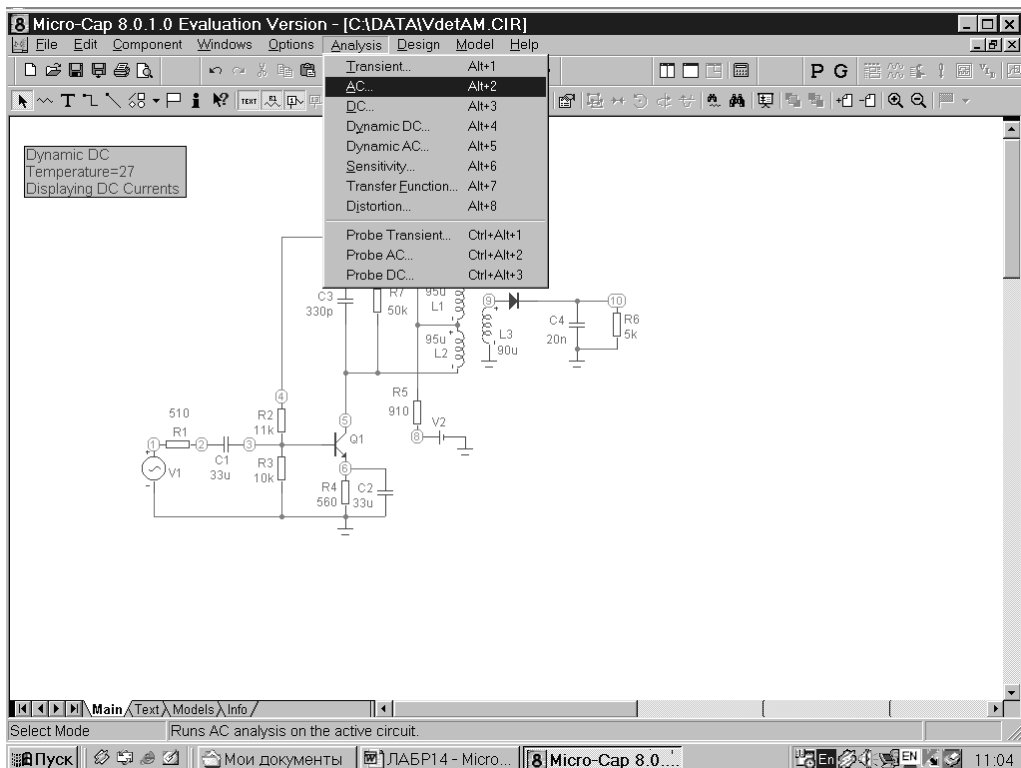 Micro-Cap 8.0.1.0 Evaluation Version - [C:\DATA\VdetAM.CIR]
File Edit Component Windows Options Analysis Design Model Help
P G
T TEXT
Transient... Alt+1
AC... Alt+2
DC... Alt+3
Dynamic DC... Alt+4
Dynamic AC... Alt+5
Sensitivity... Alt+6
Transfer Function... Alt+7
Distortion... Alt+8
Probe Transient... Ctrl+Alt+1
Probe AC... Ctrl+Alt+2
Probe DC... Ctrl+Alt+3
Dynamic DC
Temperature=27
Displaying DC Currents
C3
330p
R7
50k
95u
L1
95u
L2
9
L3
90u
C4
20n
10
R6
5k
R5
910
8
V2
4
R2
11k
5
Q1
510
R1
1
2
3
C1
33u
V1
R3
10k
6
R4
560
C2
33u
Main Text Models Info
Select Mode Runs AC analysis on the active circuit.
Пуск Мои документы ЛАБР14 - Micro... 8 Micro-Cap 8.0.... En EN 11:04